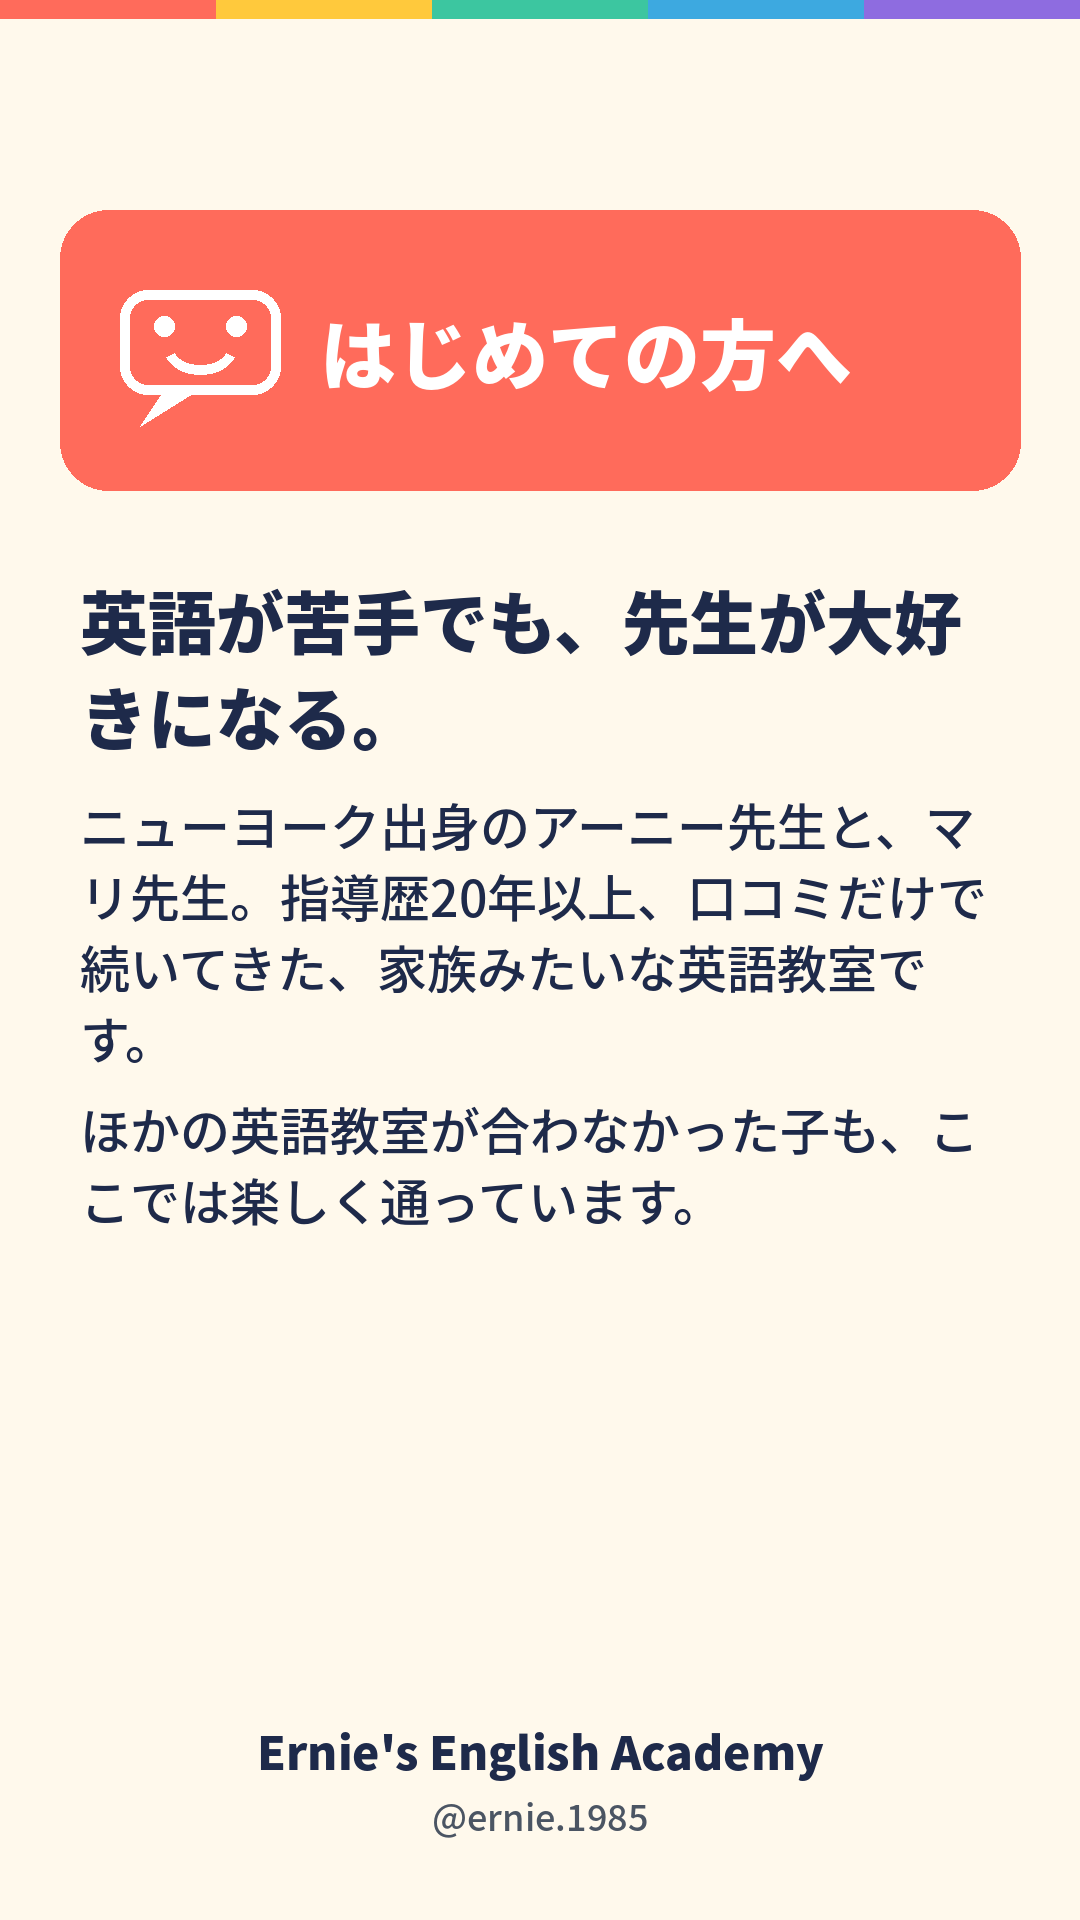 はじめての方へ
英語が苦手でも、先生が大好
きになる。
ニューヨーク出身のアーニー先生と、マ
リ先生。指導歴20年以上、口コミだけで
続いてきた、家族みたいな英語教室で
す。
ほかの英語教室が合わなかった子も、こ
こでは楽しく通っています。
Ernie's English Academy
@ernie.1985